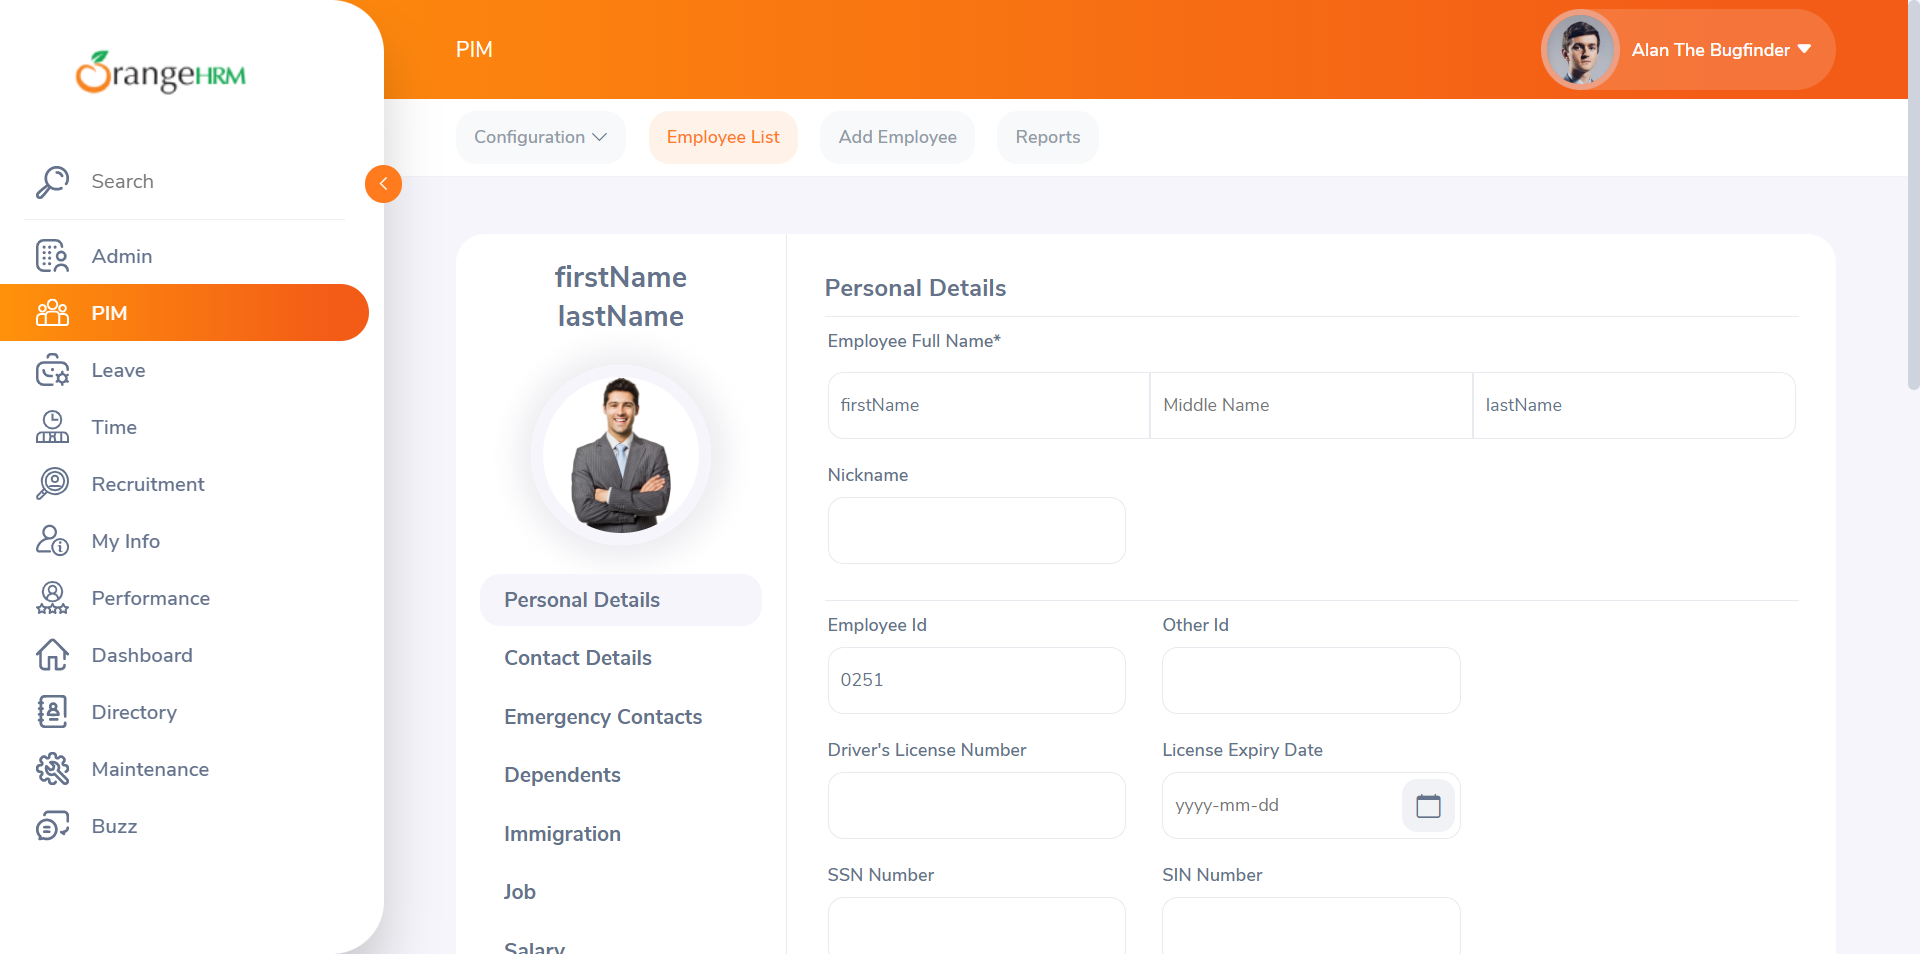 OrangeHRM
PIM
Alan The Bugfinder
Configuration
Employee List
Add Employee
Reports
Search
Admin
PIM
Leave
Time
Recruitment
My Info
Performance
Dashboard
Directory
Maintenance
Buzz
firstName
lastName
Personal Details
Contact Details
Emergency Contacts
Dependents
Immigration
Job
Salary
Personal Details
Employee Full Name*
firstName
Middle Name
lastName
Nickname
Employee Id
Other Id
0251
Driver's License Number
License Expiry Date
yyyy-mm-dd
SSN Number
SIN Number